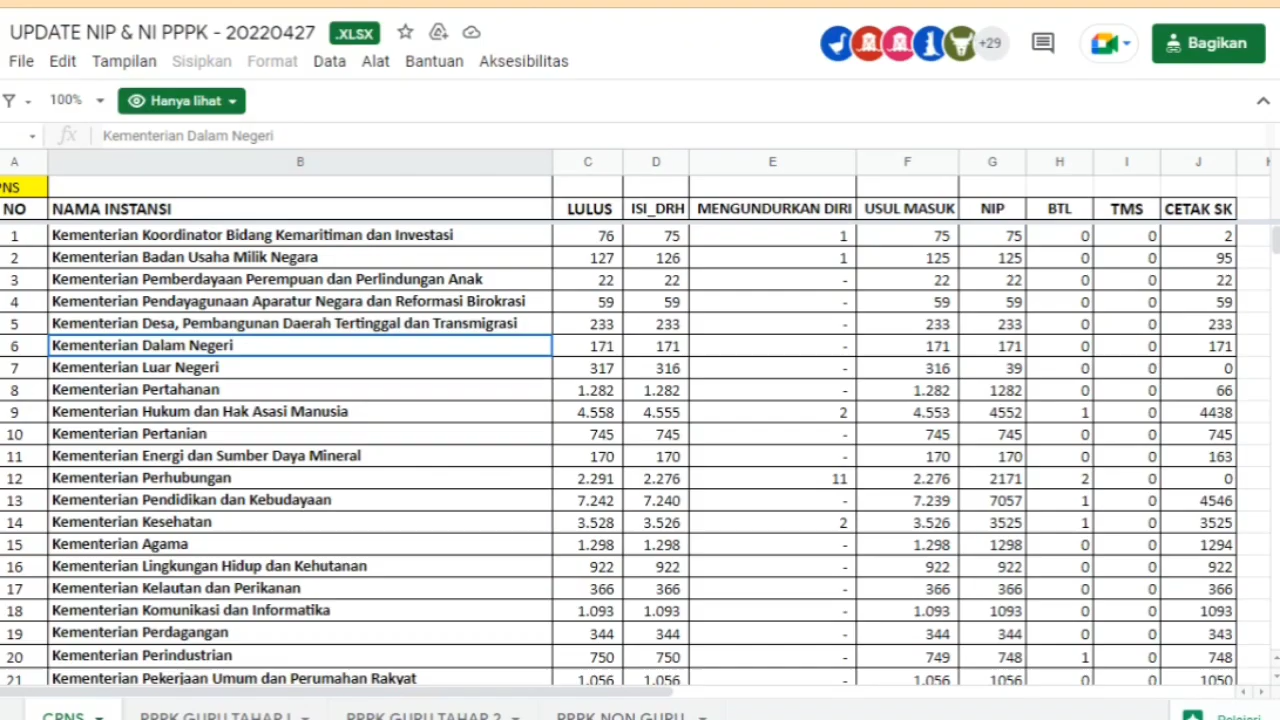 UPDATE NIP & NI PPPK - 20220427 .XLSX
+29
Bagikan
File Edit Tampilan Sisipkan Format Data Alat Bantuan Aksesibilitas
100% Hanya lihat
fx Kementerian Dalam Negeri
A B C D E F G H I J
PNS
NO NAMA INSTANSI LULUS ISI_DRH MENGUNDURKAN DIRI USUL MASUK NIP BTL TMS CETAK SK
1 Kementerian Koordinator Bidang Kemaritiman dan Investasi 76 75 1 75 75 0 0 2
2 Kementerian Badan Usaha Milik Negara 127 126 1 125 125 0 0 95
3 Kementerian Pemberdayaan Perempuan dan Perlindungan Anak 22 22 - 22 22 0 0 22
4 Kementerian Pendayagunaan Aparatur Negara dan Reformasi Birokrasi 59 59 - 59 59 0 0 59
5 Kementerian Desa, Pembangunan Daerah Tertinggal dan Transmigrasi 233 233 - 233 233 0 0 233
6 Kementerian Dalam Negeri 171 171 - 171 171 0 0 171
7 Kementerian Luar Negeri 317 316 - 316 39 0 0 0
8 Kementerian Pertahanan 1.282 1.282 - 1.282 1282 0 0 66
9 Kementerian Hukum dan Hak Asasi Manusia 4.558 4.555 2 4.553 4552 1 0 4438
10 Kementerian Pertanian 745 745 - 745 745 0 0 745
11 Kementerian Energi dan Sumber Daya Mineral 170 170 - 170 170 0 0 163
12 Kementerian Perhubungan 2.291 2.276 11 2.276 2171 2 0 0
13 Kementerian Pendidikan dan Kebudayaan 7.242 7.240 - 7.239 7057 1 0 4546
14 Kementerian Kesehatan 3.528 3.526 2 3.526 3525 1 0 3525
15 Kementerian Agama 1.298 1.298 - 1.298 1298 0 0 1294
16 Kementerian Lingkungan Hidup dan Kehutanan 922 922 - 922 922 0 0 922
17 Kementerian Kelautan dan Perikanan 366 366 - 366 366 0 0 366
18 Kementerian Komunikasi dan Informatika 1.093 1.093 - 1.093 1093 0 0 1093
19 Kementerian Perdagangan 344 344 - 344 344 0 0 343
20 Kementerian Perindustrian 750 750 - 749 748 1 0 748
21 Kementerian Pekerjaan Umum dan Perumahan Rakyat 1.056 1.056 - 1.056 1056 0 0 1050
CPNS PPPK GURU TAHAP I PPPK GURU TAHAP 2 PPPK NON GURU Pelajari